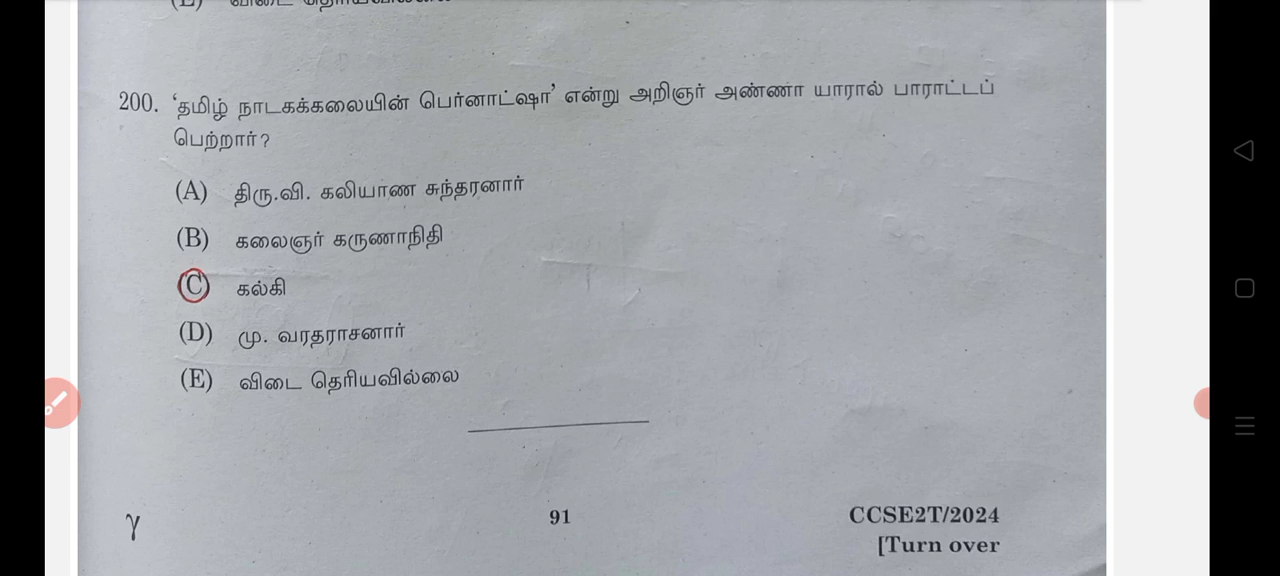 200. ‘தமிழ் நாடகக்கலையின் பெர்னாட்ஷா’ என்று அறிஞர் அண்ணா யாரால் பாராட்டப்
பெற்றார்?
(A) திரு.வி. கலியாண சுந்தரனார்
(B) கலைஞர் கருணாநிதி
(C) கல்கி
(D) மு. வரதராசனார்
(E) விடை தெரியவில்லை
γ 91 CCSE2T/2024
[Turn over